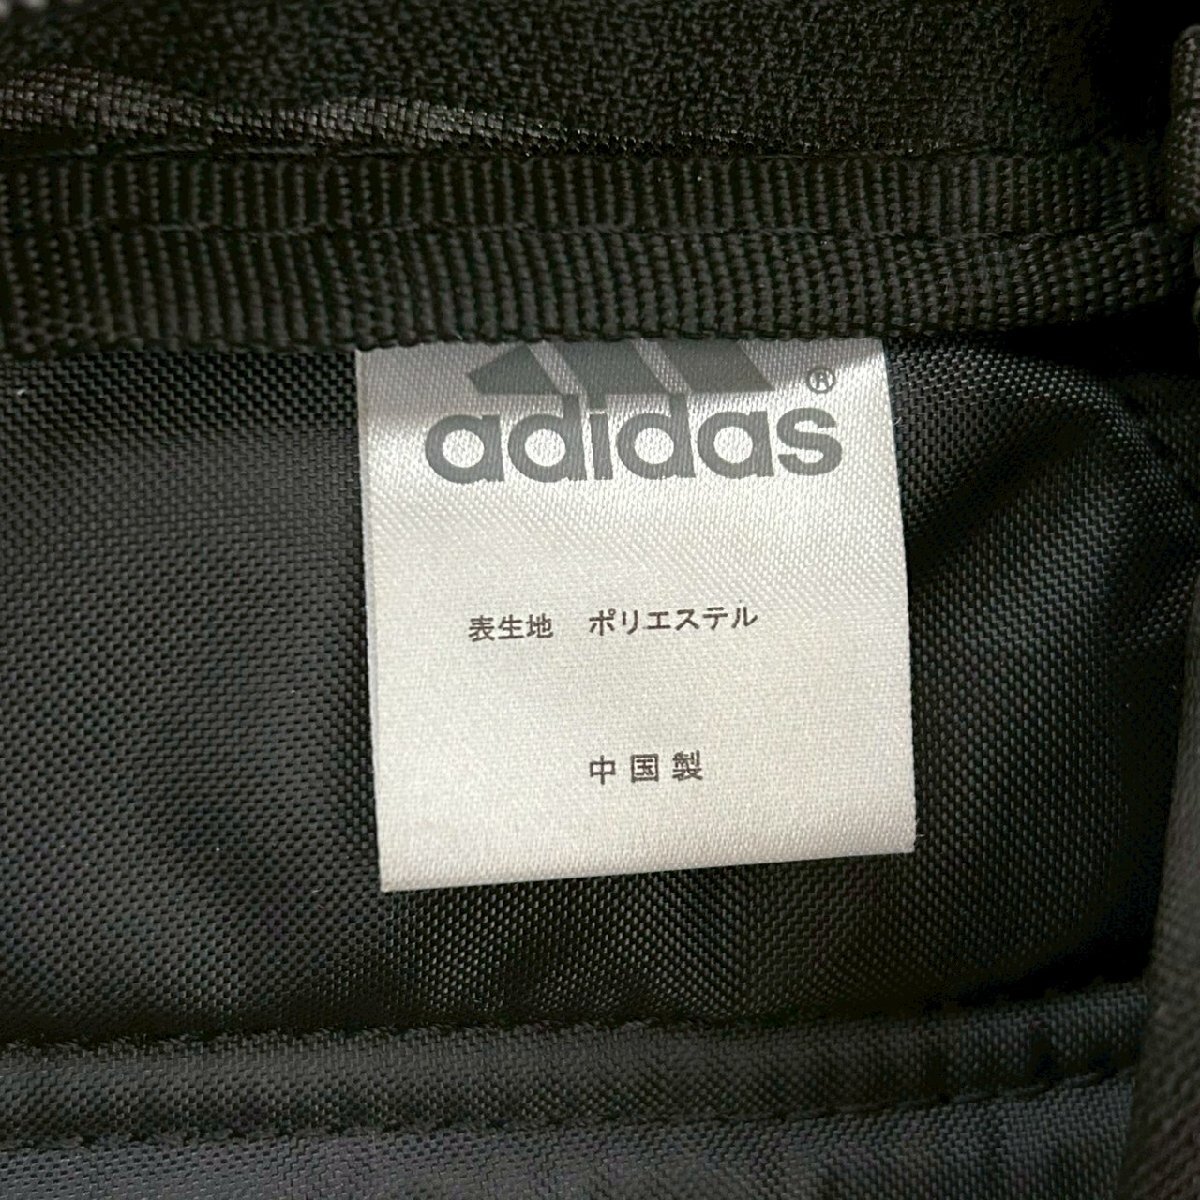 adidas®
表生地　ポリエステル
中国製